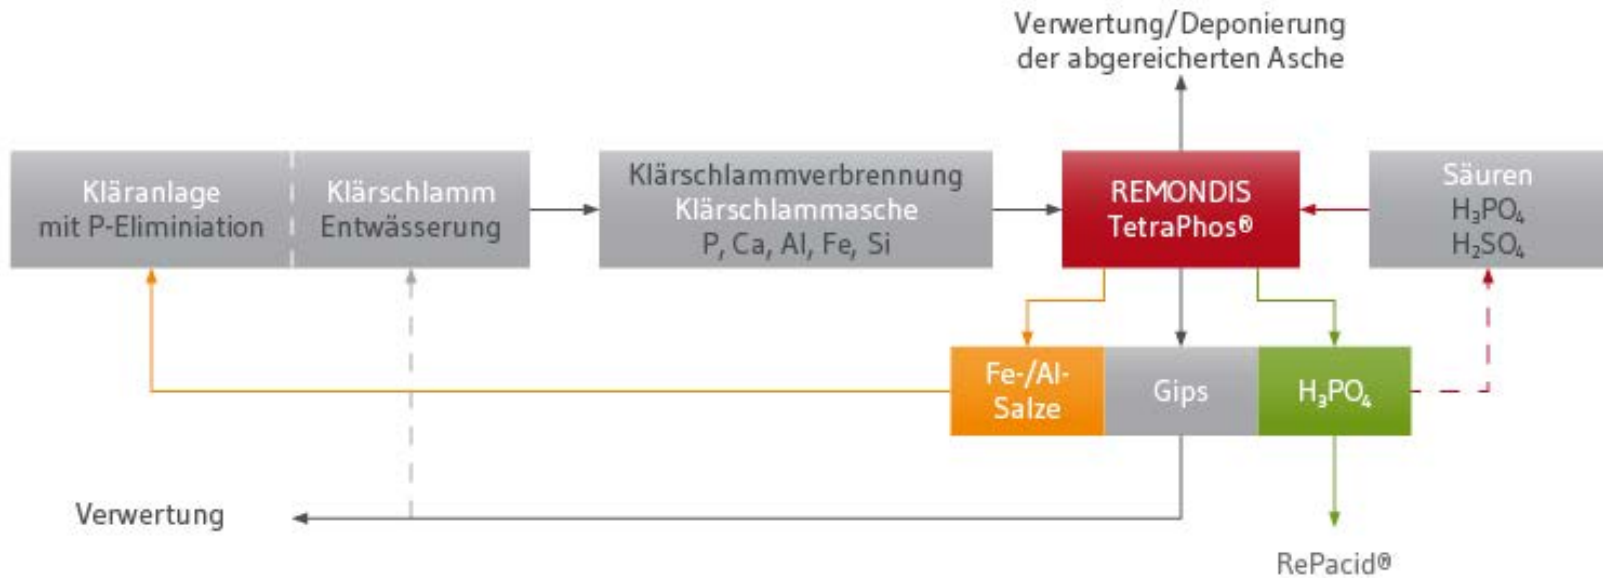 Verwertung/Deponierung
der abgereicherten Asche
Kläranlage
mit P-Eliminiation
Klärschlamm
Entwässerung
Klärschlammverbrennung
Klärschlammasche
P, Ca, Al, Fe, Si
REMONDIS
TetraPhos®
Säuren
H₃PO₄
H₂SO₄
Fe-/Al-
Salze
Gips
H₃PO₄
Verwertung
RePacid®